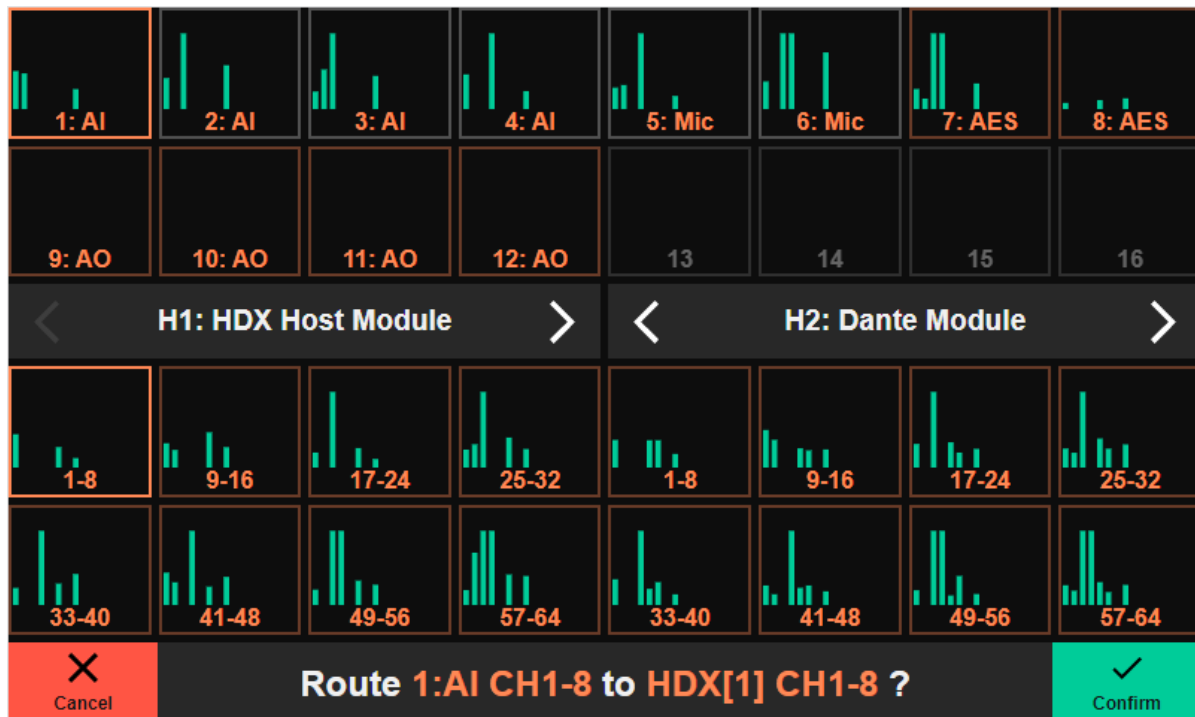 1: AI 2: AI 3: AI 4: AI 5: Mic 6: Mic 7: AES 8: AES
9: AO 10: AO 11: AO 12: AO 13 14 15 16
H1: HDX Host Module H2: Dante Module
1-8 9-16 17-24 25-32 1-8 9-16 17-24 25-32
33-40 41-48 49-56 57-64 33-40 41-48 49-56 57-64
Cancel Route 1:AI CH1-8 to HDX[1] CH1-8 ? Confirm